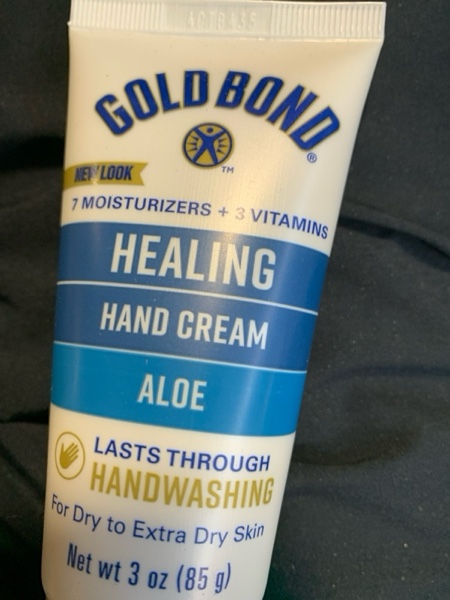 GOLD BOND®
TM
NEW LOOK
7 MOISTURIZERS + 3 VITAMINS
HEALING
HAND CREAM
ALOE
LASTS THROUGH
HANDWASHING
For Dry to Extra Dry Skin
Net wt 3 oz (85 g)